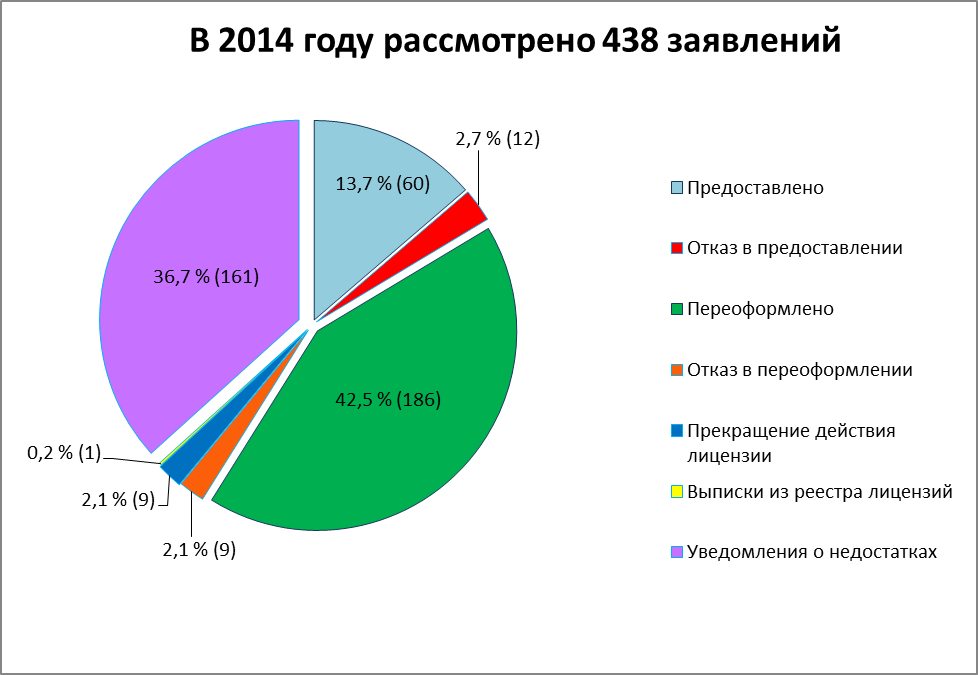 В 2014 году рассмотрено 438 заявлений
2,7 % (12)
13,7 % (60)
36,7 % (161)
42,5 % (186)
0,2 % (1)
2,1 % (9)
2,1 % (9)
Предоставлено
Отказ в предоставлении
Переоформлено
Отказ в переоформлении
Прекращение действия
лицензии
Выписки из реестра лицензий
Уведомления о недостатках